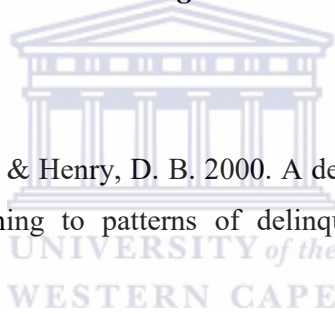 & Henry, D. B. 2000. A de
ning to patterns of delinqu
UNIVERSITY of the
WESTERN CAPE